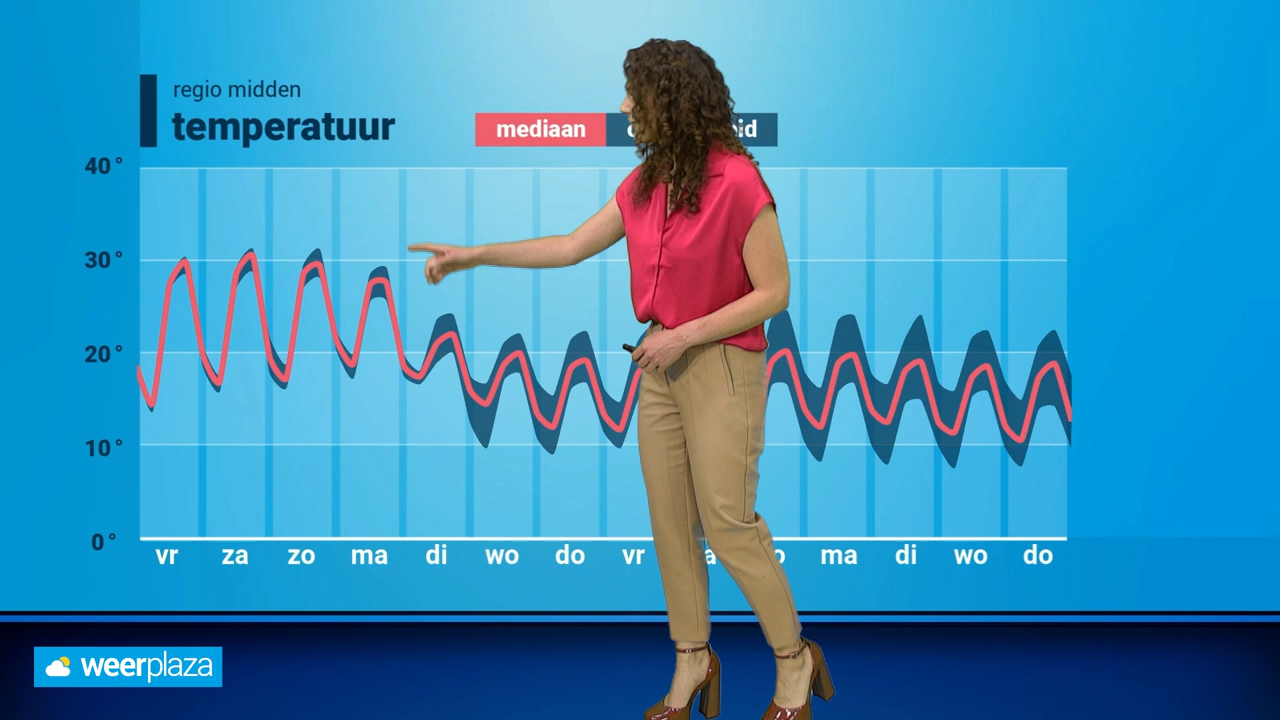 regio midden
temperatuur
mediaan
40°
30°
20°
10°
0°
vr za zo ma di wo do vr ma di wo do
weerplaza